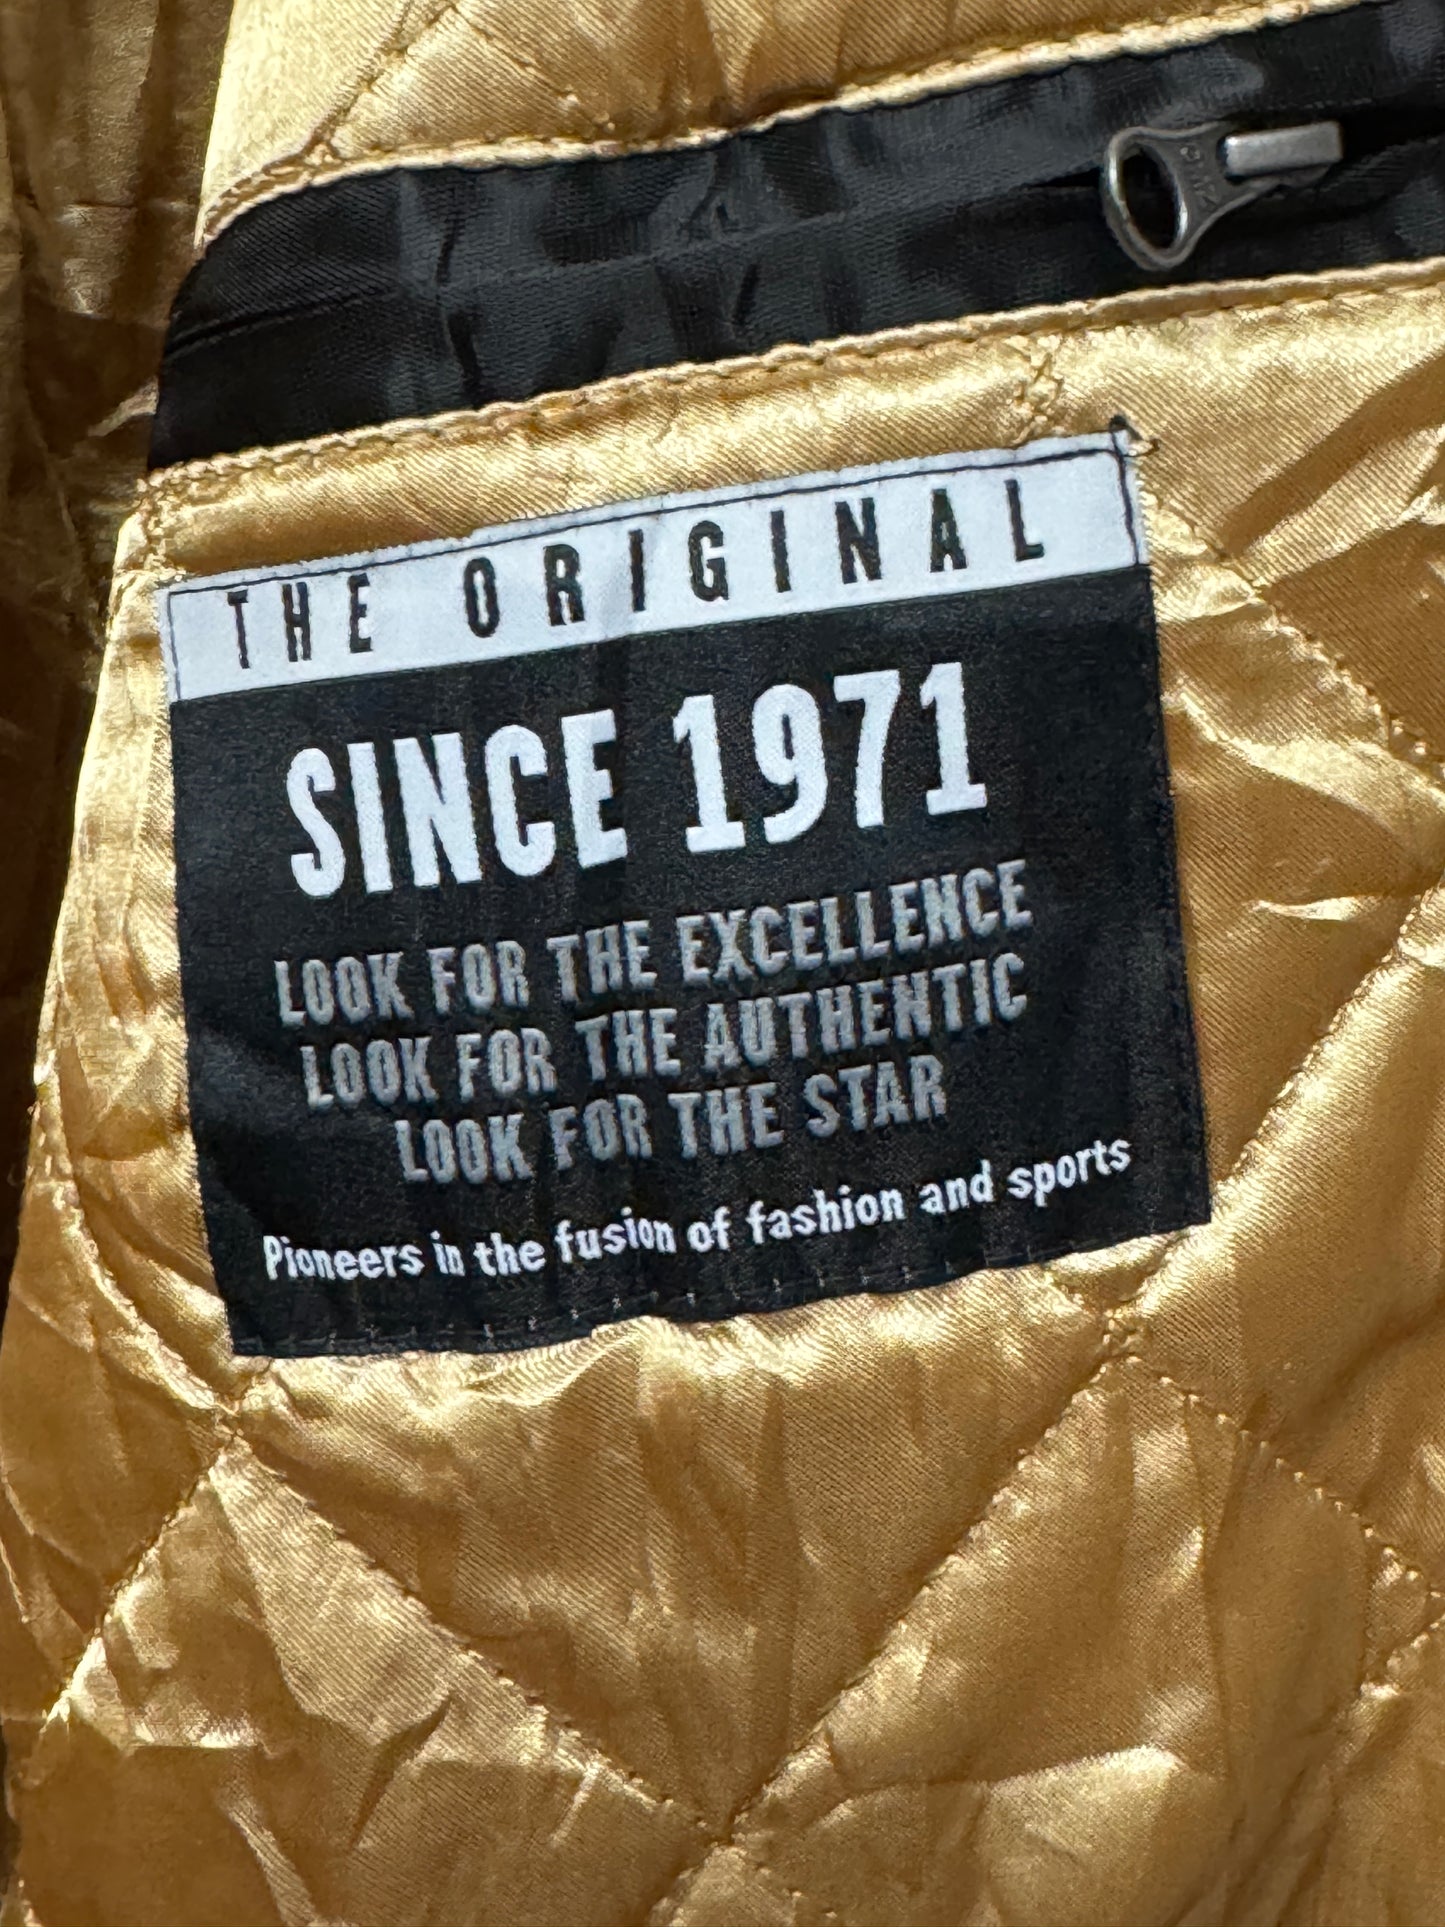 THE ORIGINAL
SINCE 1971
LOOK FOR THE EXCELLENCE
LOOK FOR THE AUTHENTIC
LOOK FOR THE STAR
Pioneers in the fusion of fashion and sports